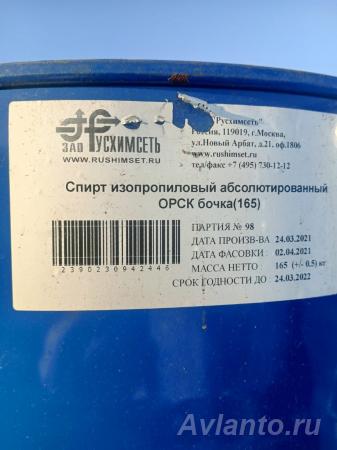 ЗАО РУСХИМСЕТЬ
WWW.RUSHIMSET.RU
"Русхимсеть"
Россия, 119019, г.Москва,
ул.Новый Арбат, д.21. оф.1806
www.rushimset.ru
тел/факс +7 (495) 730-12-12
Спирт изопропиловый абсолютированный
ОРСК бочка(165)
ПАРТИЯ № 98
ДАТА ПРОИЗВ-ВА 24.03.2021
ДАТА ФАСОВКИ : 02.04.2021
МАССА НЕТТО : 165 (+/- 0,5) кг
СРОК ГОДНОСТИ ДО : 24.03.2022
2390230942446
Avlanto.ru